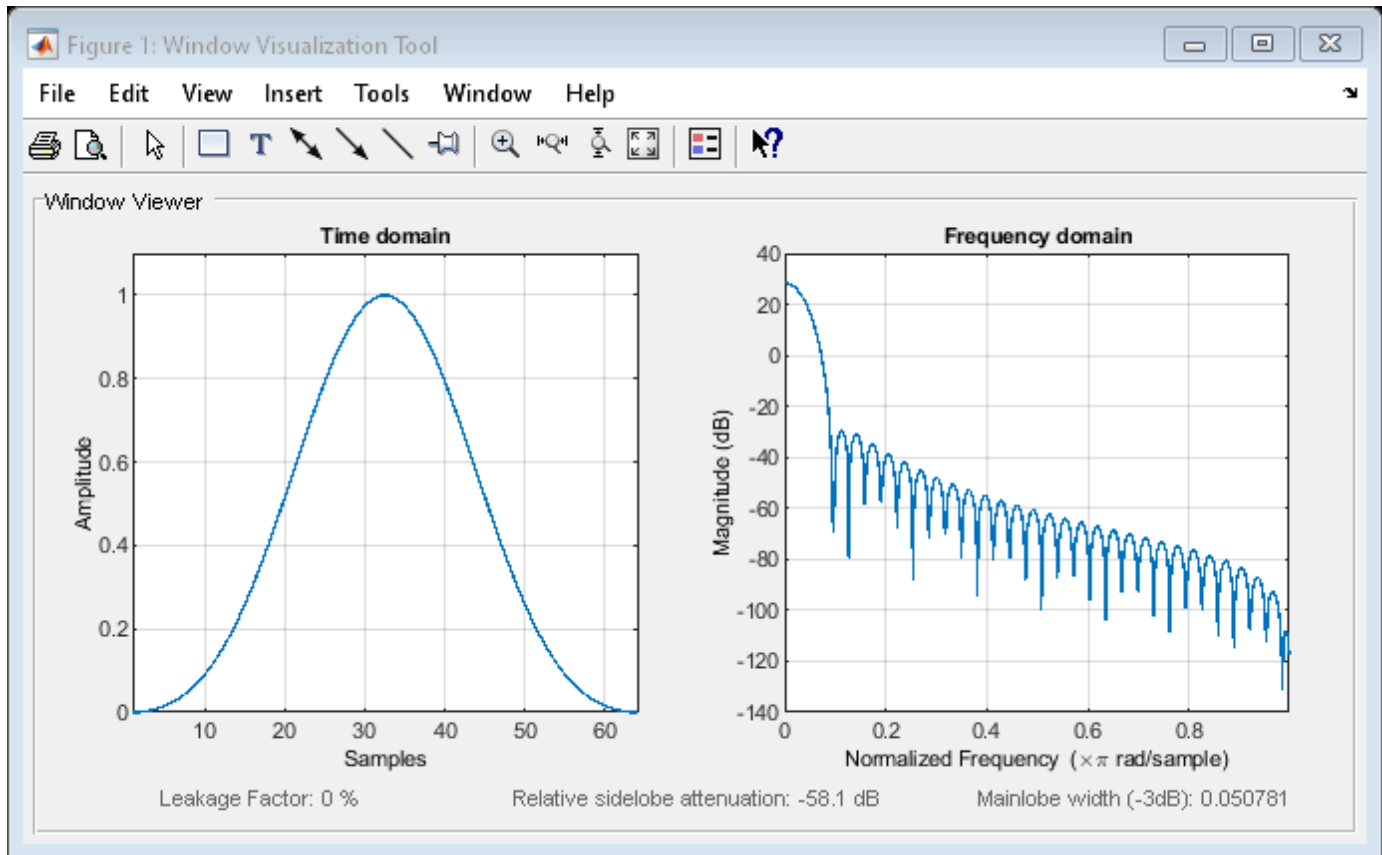 Figure 1: Window Visualization Tool
File Edit View Insert Tools Window Help
T
?
Window Viewer
Time domain
1
0.8
0.6
0.4
0.2
0
Amplitude
10 20 30 40 50 60
Samples
Frequency domain
40
20
0
-20
-40
-60
-80
-100
-120
-140
Magnitude (dB)
0 0.2 0.4 0.6 0.8
Normalized Frequency (×π rad/sample)
Leakage Factor: 0 % Relative sidelobe attenuation: -58.1 dB Mainlobe width (-3dB): 0.050781